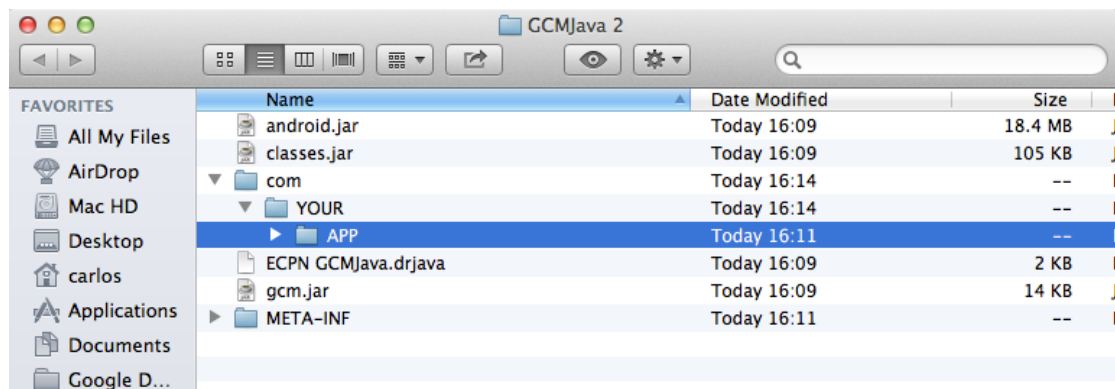 GCMJava 2
FAVORITES
All My Files
AirDrop
Mac HD
Desktop
carlos
Applications
Documents
Google D...
Name Date Modified Size
android.jar Today 16:09 18.4 MB
classes.jar Today 16:09 105 KB
com Today 16:14 --
YOUR Today 16:14 --
APP Today 16:11 --
ECPN GCMJava.drjava Today 16:09 2 KB
gcm.jar Today 16:09 14 KB
META-INF Today 16:11 --